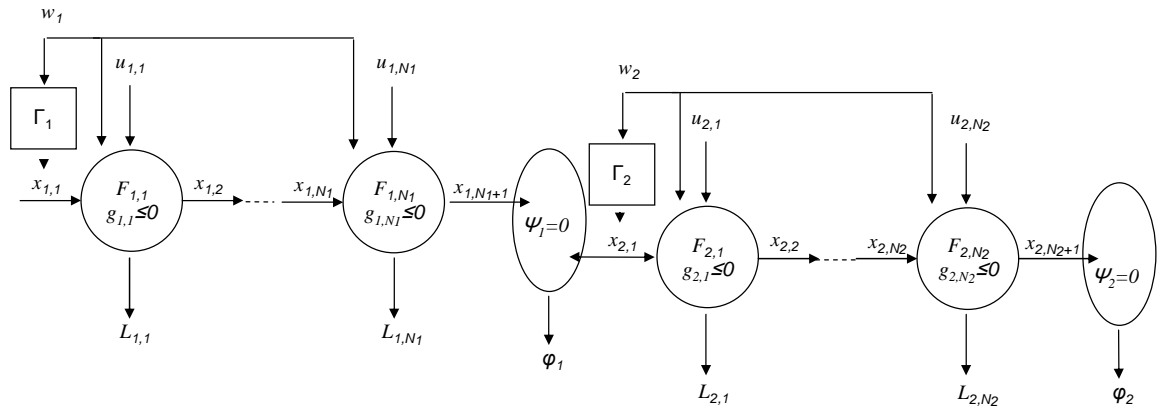 w1
u1,1
u1,N1
Γ1
x1,1
F1,1
g1,1≤0
x1,2
x1,N1
F1,N1
g1,N1≤0
x1,N1+1
Ψ1=0
L1,1
L1,N1
φ1
w2
u2,1
u2,N2
Γ2
x2,1
F2,1
g2,1≤0
x2,2
x2,N2
F2,N2
g2,N2≤0
x2,N2+1
Ψ2=0
L2,1
L2,N2
φ2